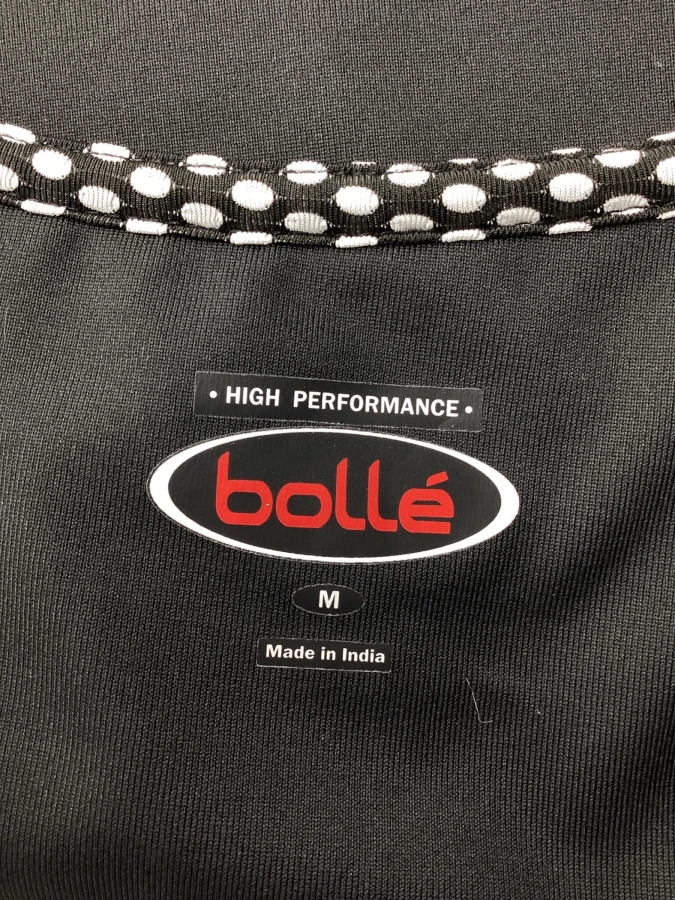 • HIGH PERFORMANCE •
bollé
M
Made in India